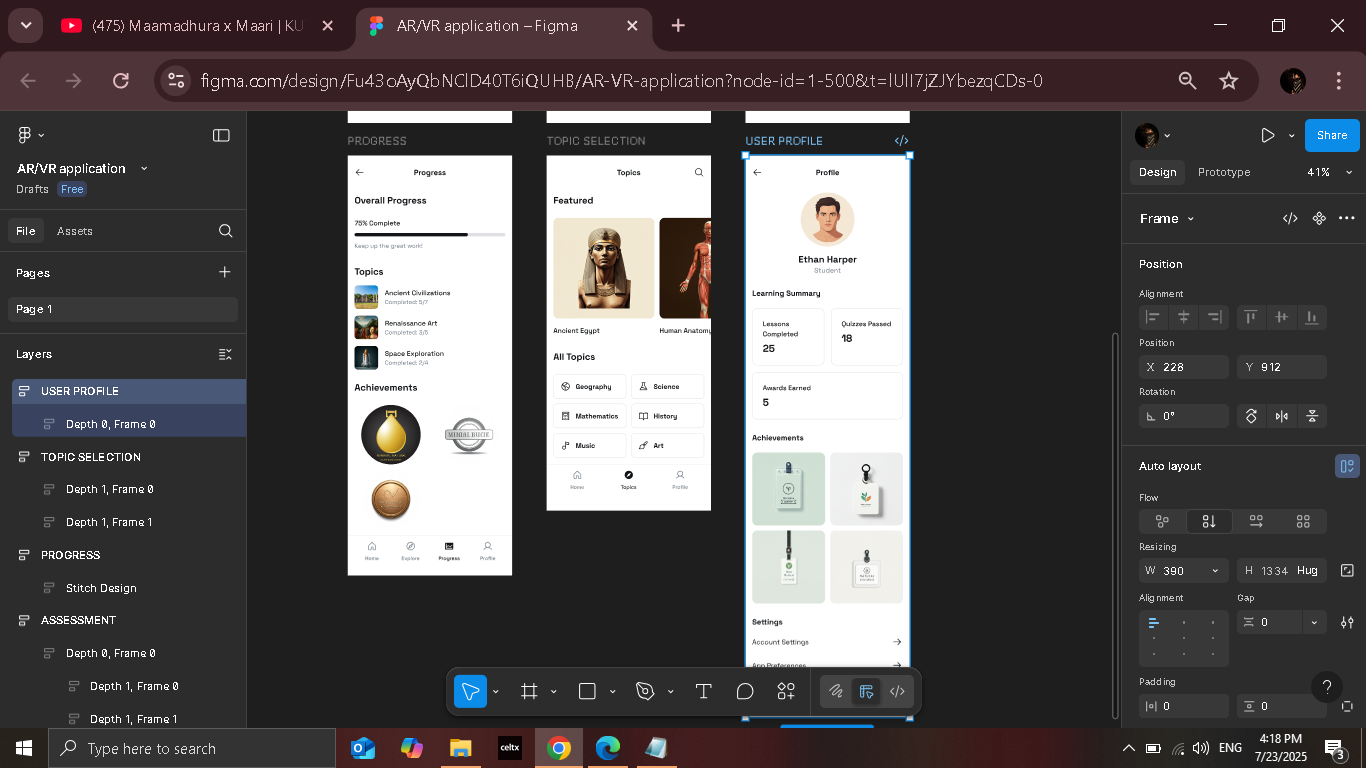 (475) Maamadhura x Maari | KU
AR/VR application – Figma
figma.com/design/Fu43oAyQbNClD40T6iQUHB/AR-VR-application?node-id=1-500&t=lUlI7jZJYbezqCDs-0
AR/VR application
Drafts
Free
File
Assets
Pages
Page 1
Layers
USER PROFILE
Depth 0, Frame 0
TOPIC SELECTION
Depth 1, Frame 0
Depth 1, Frame 1
PROGRESS
Stitch Design
ASSESSMENT
Depth 0, Frame 0
Depth 1, Frame 0
Depth 1, Frame 1
PROGRESS
Progress
Overall Progress
75% Complete
Keep up the great work!
Topics
Ancient Civilizations
Completed: 5/7
Renaissance Art
Completed: 3/5
Space Exploration
Completed: 2/4
Achievements
Home
Explore
Progress
Profile
TOPIC SELECTION
Topics
Featured
Ancient Egypt
Human Anatomy
All Topics
Geography
Science
Mathematics
History
Music
Art
Home
Topics
Profile
USER PROFILE
Profile
Ethan Harper
Student
Learning Summary
Lessons
Completed
25
Quizzes Passed
18
Awards Earned
5
Achievements
Settings
Account Settings
App Preferences
Share
Design
Prototype
41%
Frame
Position
Alignment
Position
X 228
Y 912
Rotation
0°
Auto layout
Flow
Resizing
W 390
H 1334 Hug
Alignment
Gap
0
Padding
0
0
?
Type here to search
celtx
ENG
4:18 PM
7/23/2025
3